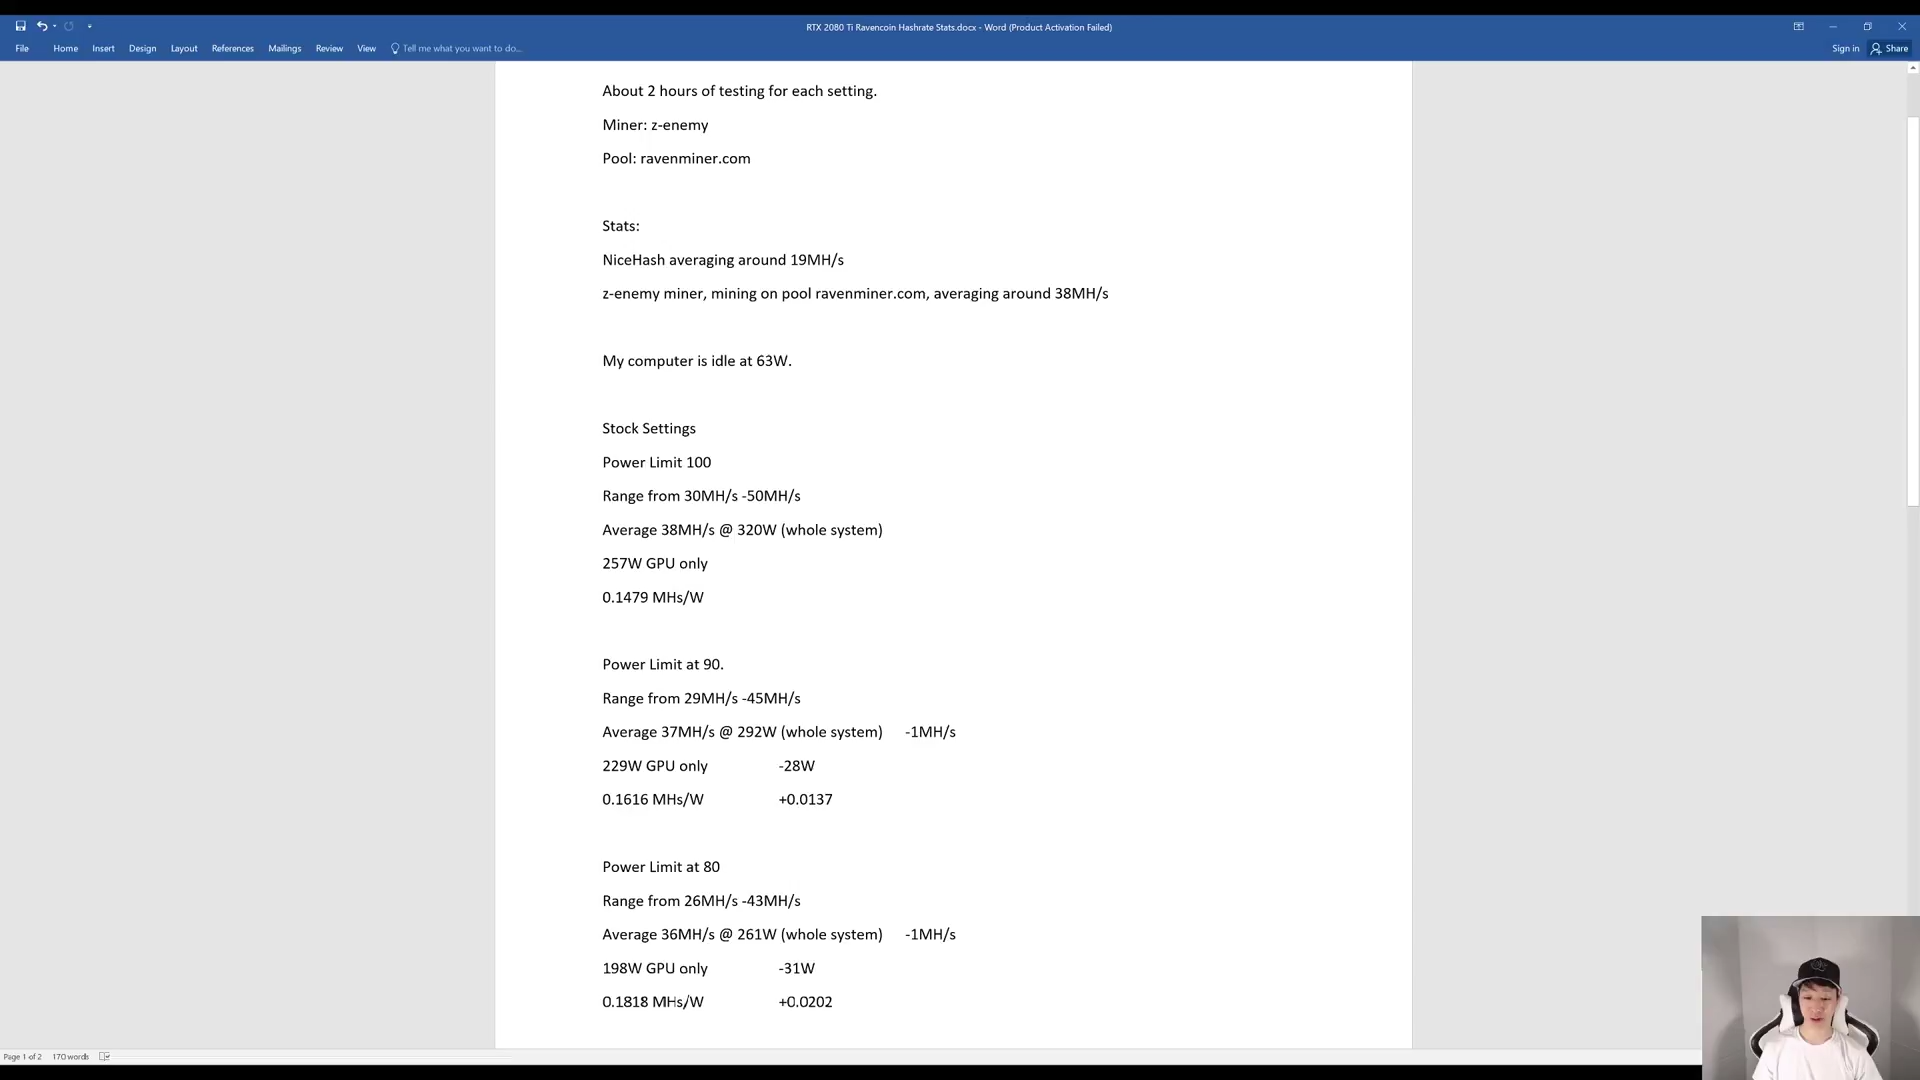 RTX 2080 Ti Ravencoin Hashrate Stats.docx - Word (Product Activation Failed)
File Home Insert Design Layout References Mailings Review View Tell me what you want to do... Sign in Share
About 2 hours of testing for each setting.
Miner: z-enemy
Pool: ravenminer.com
Stats:
NiceHash averaging around 19MH/s
z-enemy miner, mining on pool ravenminer.com, averaging around 38MH/s
My computer is idle at 63W.
Stock Settings
Power Limit 100
Range from 30MH/s -50MH/s
Average 38MH/s @ 320W (whole system)
257W GPU only
0.1479 MHs/W
Power Limit at 90.
Range from 29MH/s -45MH/s
Average 37MH/s @ 292W (whole system) -1MH/s
229W GPU only -28W
0.1616 MHs/W +0.0137
Power Limit at 80
Range from 26MH/s -43MH/s
Average 36MH/s @ 261W (whole system) -1MH/s
198W GPU only -31W
0.1818 MHs/W +0.0202
Page 1 of 2 170 words